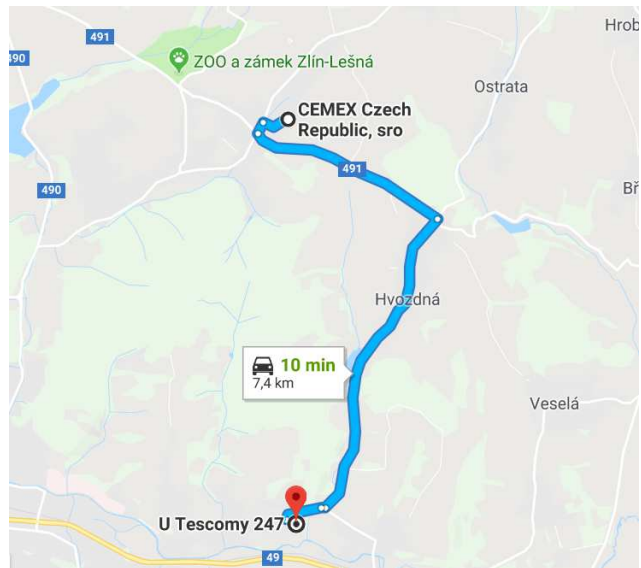 Hrob
491
490
ZOO a zámek Zlín-Lešná
Ostrata
CEMEX Czech
Republic, sro
491
490
Bř
Hvozdná
10 min
7,4 km
Veselá
U Tescomy 247
49